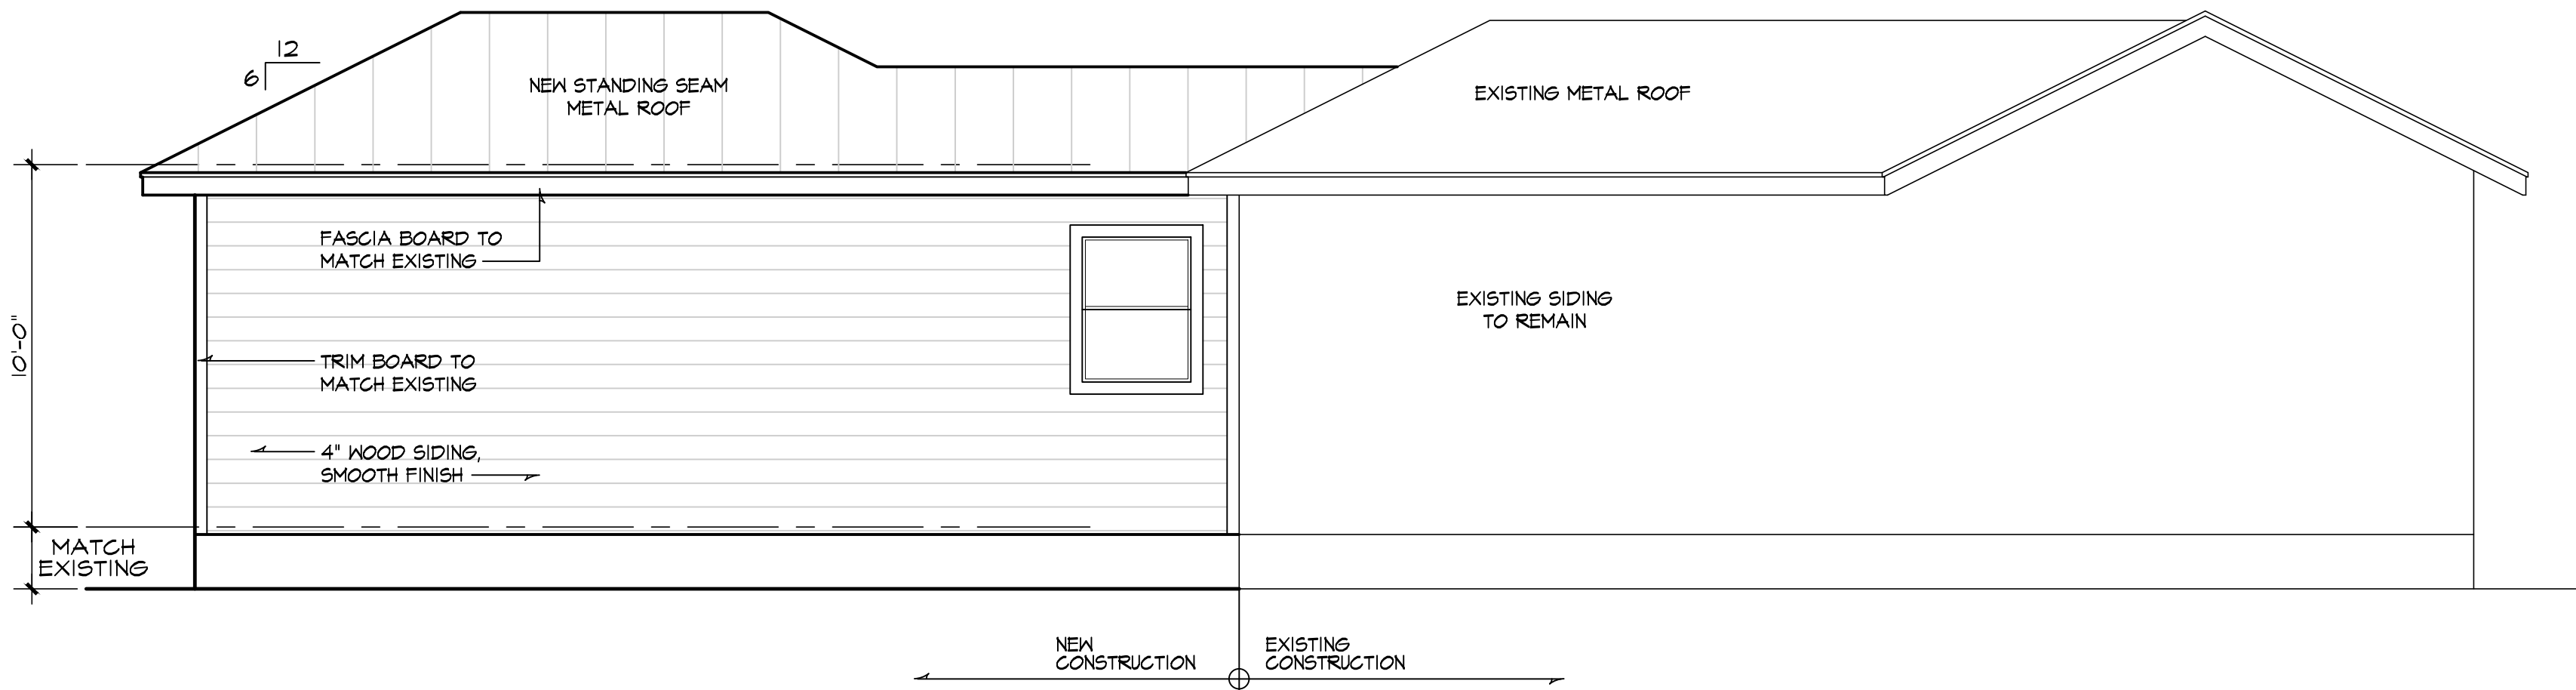 12
6
NEW STANDING SEAM
METAL ROOF
EXISTING METAL ROOF
FASCIA BOARD TO
MATCH EXISTING
EXISTING SIDING
TO REMAIN
10'-0"
TRIM BOARD TO
MATCH EXISTING
4" WOOD SIDING,
SMOOTH FINISH
MATCH
EXISTING
NEW
CONSTRUCTION
EXISTING
CONSTRUCTION